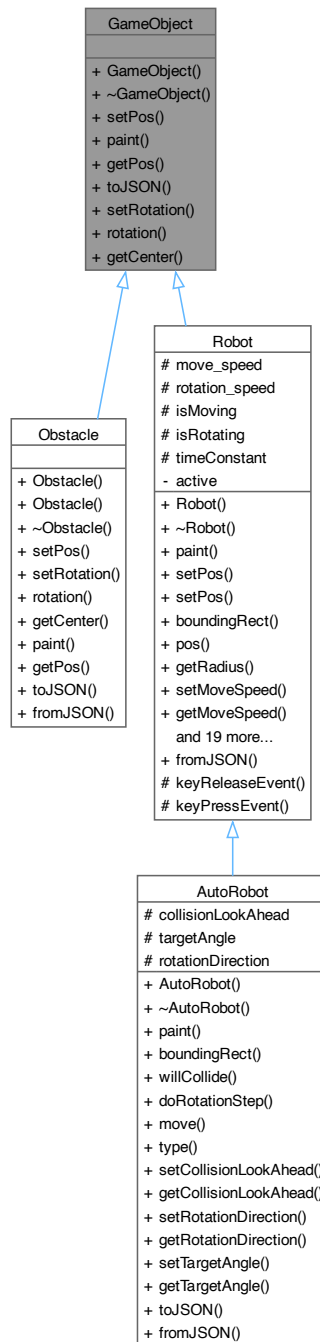 GameObject
+ GameObject()
+ ~GameObject()
+ setPos()
+ paint()
+ getPos()
+ toJSON()
+ setRotation()
+ rotation()
+ getCenter()
Obstacle
+ Obstacle()
+ Obstacle()
+ ~Obstacle()
+ setPos()
+ setRotation()
+ rotation()
+ getCenter()
+ paint()
+ getPos()
+ toJSON()
+ fromJSON()
Robot
# move_speed
# rotation_speed
# isMoving
# isRotating
# timeConstant
- active
+ Robot()
+ ~Robot()
+ paint()
+ setPos()
+ setPos()
+ boundingRect()
+ pos()
+ getRadius()
+ setMoveSpeed()
+ getMoveSpeed()
and 19 more...
+ fromJSON()
# keyReleaseEvent()
# keyPressEvent()
AutoRobot
# collisionLookAhead
# targetAngle
# rotationDirection
+ AutoRobot()
+ ~AutoRobot()
+ paint()
+ boundingRect()
+ willCollide()
+ doRotationStep()
+ move()
+ type()
+ setCollisionLookAhead()
+ getCollisionLookAhead()
+ setRotationDirection()
+ getRotationDirection()
+ setTargetAngle()
+ getTargetAngle()
+ toJSON()
+ fromJSON()